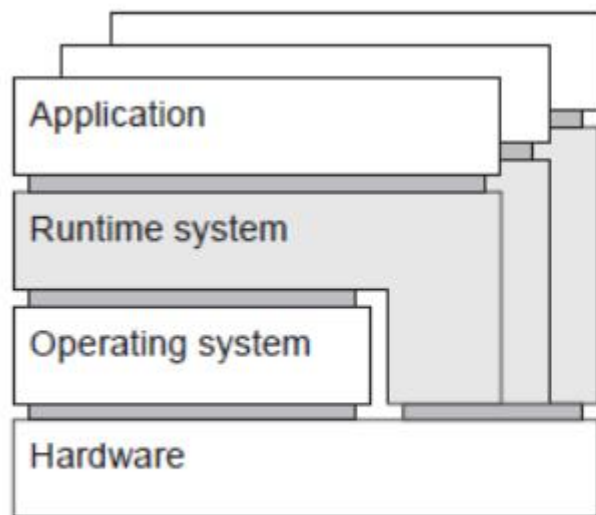 Application
Runtime system
Operating system
Hardware